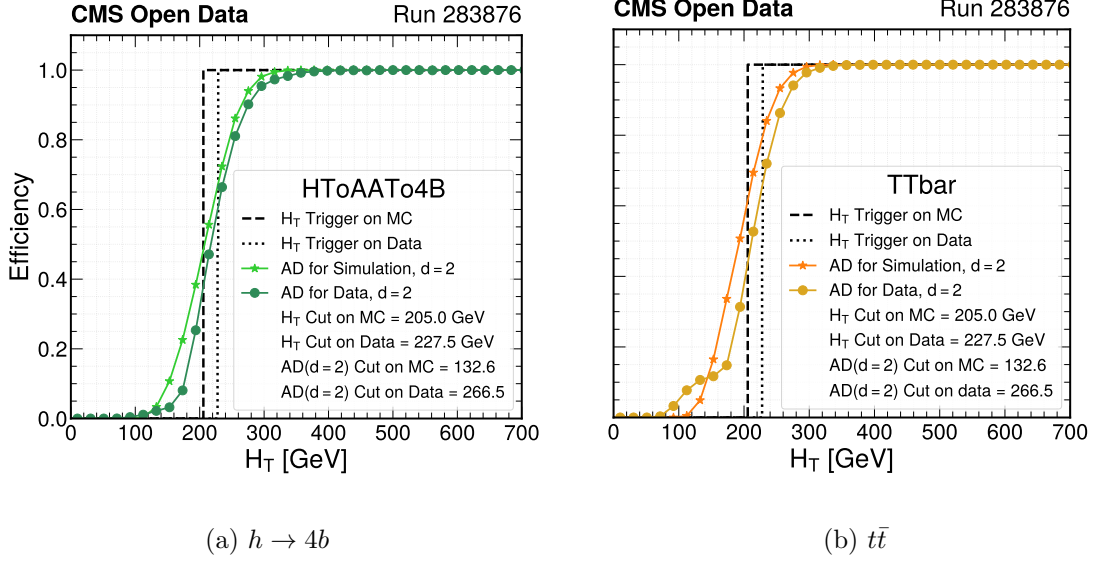 CMS Open Data Run 283876
Efficiency
1.0
0.8
0.6
0.4
0.2
0.0
HToAATo4B
H_T Trigger on MC
H_T Trigger on Data
AD for Simulation, d = 2
AD for Data, d = 2
H_T Cut on MC = 205.0 GeV
H_T Cut on Data = 227.5 GeV
AD(d = 2) Cut on MC = 132.6
AD(d = 2) Cut on Data = 266.5
0 100 200 300 400 500 600 700
H_T [GeV]
(a) h → 4b
CMS Open Data Run 283876
TTbar
H_T Trigger on MC
H_T Trigger on Data
AD for Simulation, d = 2
AD for Data, d = 2
H_T Cut on MC = 205.0 GeV
H_T Cut on Data = 227.5 GeV
AD(d = 2) Cut on MC = 132.6
AD(d = 2) Cut on data = 266.5
0 100 200 300 400 500 600 700
H_T [GeV]
(b) tt̄